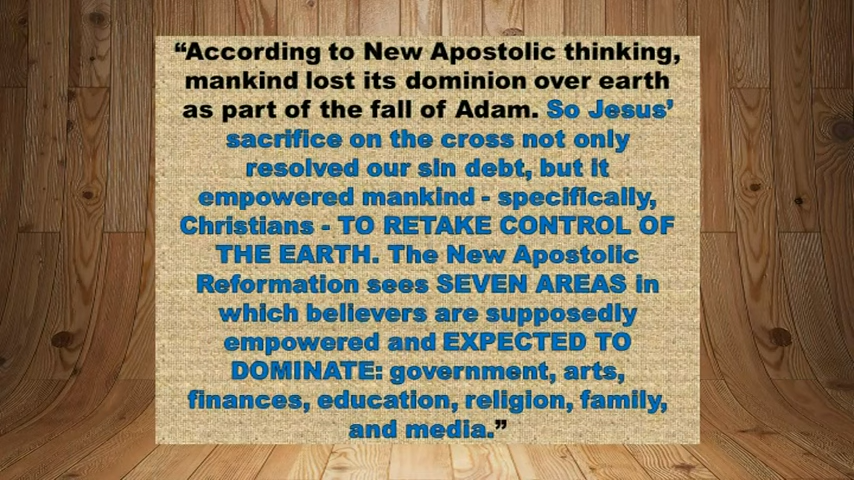 “According to New Apostolic thinking,
mankind lost its dominion over earth
as part of the fall of Adam. So Jesus’
sacrifice on the cross not only
resolved our sin debt, but it
empowered mankind - specifically,
Christians - TO RETAKE CONTROL OF
THE EARTH. The New Apostolic
Reformation sees SEVEN AREAS in
which believers are supposedly
empowered and EXPECTED TO
DOMINATE: government, arts,
finances, education, religion, family,
and media.”